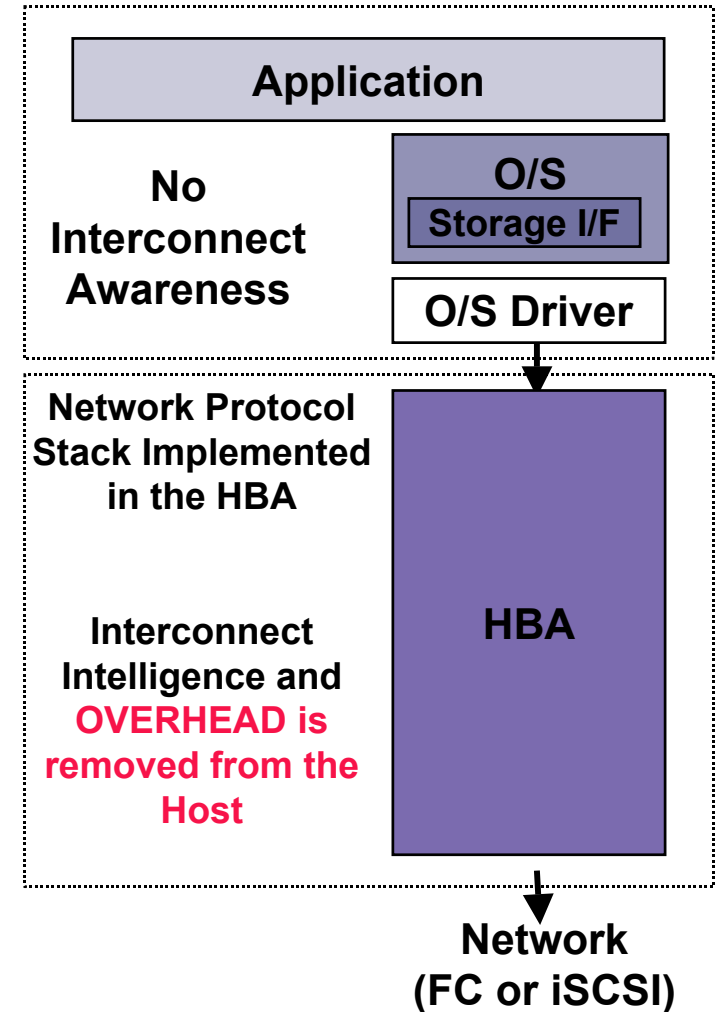 Application
No
Interconnect
Awareness
O/S
Storage I/F
O/S Driver
Network Protocol
Stack Implemented
in the HBA
Interconnect
Intelligence and
OVERHEAD is
removed from the
Host
HBA
Network
(FC or iSCSI)